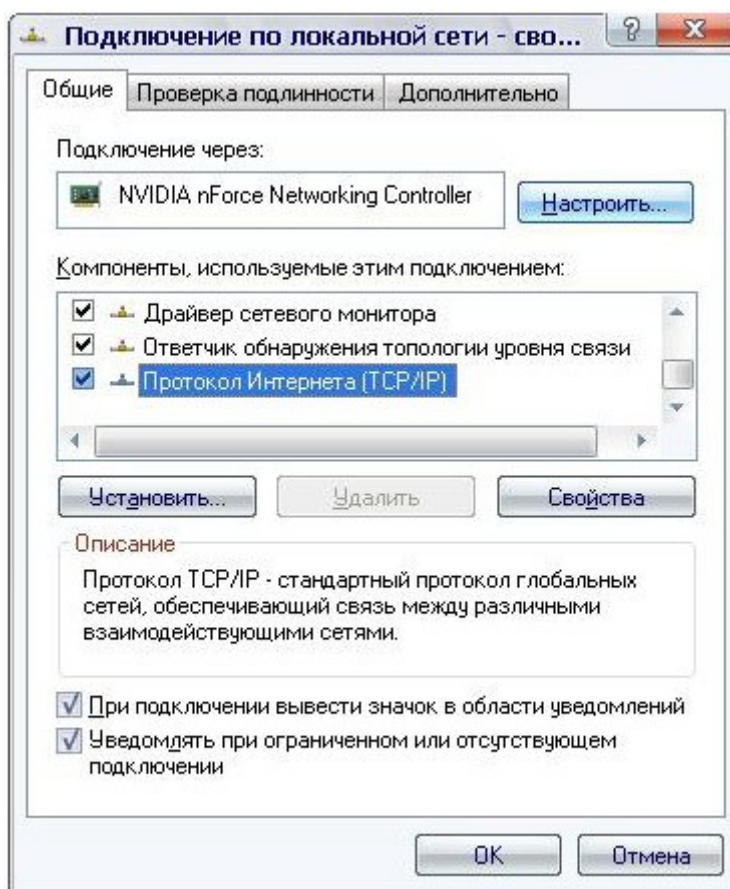 Подключение по локальной сети - сво...
Общие
Проверка подлинности
Дополнительно
Подключение через:
NVIDIA nForce Networking Controller
Настроить...
Компоненты, используемые этим подключением:
Драйвер сетевого монитора
Ответчик обнаружения топологии уровня связи
Протокол Интернета (TCP/IP)
Установить...
Удалить
Свойства
Описание
Протокол TCP/IP - стандартный протокол глобальных
сетей, обеспечивающий связь между различными
взаимодействующими сетями.
При подключении вывести значок в области уведомлений
Уведомлять при ограниченном или отсутствующем
подключении
OK
Отмена